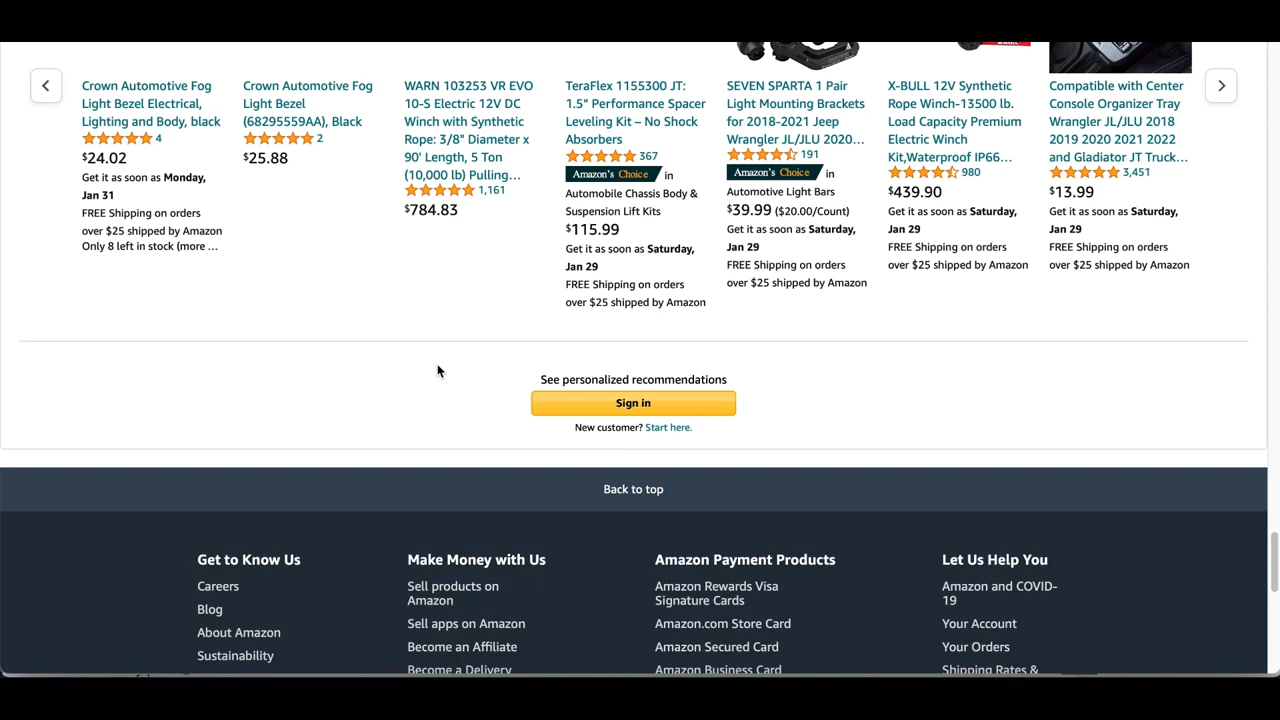 Crown Automotive Fog
Light Bezel Electrical,
Lighting and Body, black
4
$24.02
Get it as soon as Monday,
Jan 31
FREE Shipping on orders
over $25 shipped by Amazon
Only 8 left in stock (more ...
Crown Automotive Fog
Light Bezel
(68295559AA), Black
2
$25.88
WARN 103253 VR EVO
10-S Electric 12V DC
Winch with Synthetic
Rope: 3/8" Diameter x
90' Length, 5 Ton
(10,000 lb) Pulling...
1,161
$784.83
TeraFlex 1155300 JT:
1.5” Performance Spacer
Leveling Kit – No Shock
Absorbers
367
Amazon's Choice in
Automobile Chassis Body &
Suspension Lift Kits
$115.99
Get it as soon as Saturday,
Jan 29
FREE Shipping on orders
over $25 shipped by Amazon
SEVEN SPARTA 1 Pair
Light Mounting Brackets
for 2018-2021 Jeep
Wrangler JL/JLU 2020...
191
Amazon's Choice in
Automotive Light Bars
$39.99 ($20.00/Count)
Get it as soon as Saturday,
Jan 29
FREE Shipping on orders
over $25 shipped by Amazon
X-BULL 12V Synthetic
Rope Winch-13500 lb.
Load Capacity Premium
Electric Winch
Kit,Waterproof IP66...
980
$439.90
Get it as soon as Saturday,
Jan 29
FREE Shipping on orders
over $25 shipped by Amazon
Compatible with Center
Console Organizer Tray
Wrangler JL/JLU 2018
2019 2020 2021 2022
and Gladiator JT Truck...
3,451
$13.99
Get it as soon as Saturday,
Jan 29
FREE Shipping on orders
over $25 shipped by Amazon
See personalized recommendations
Sign in
New customer? Start here.
Back to top
Get to Know Us
Careers
Blog
About Amazon
Sustainability
Make Money with Us
Sell products on
Amazon
Sell apps on Amazon
Become an Affiliate
Become a Delivery
Amazon Payment Products
Amazon Rewards Visa
Signature Cards
Amazon.com Store Card
Amazon Secured Card
Amazon Business Card
Let Us Help You
Amazon and COVID-
19
Your Account
Your Orders
Shipping Rates &